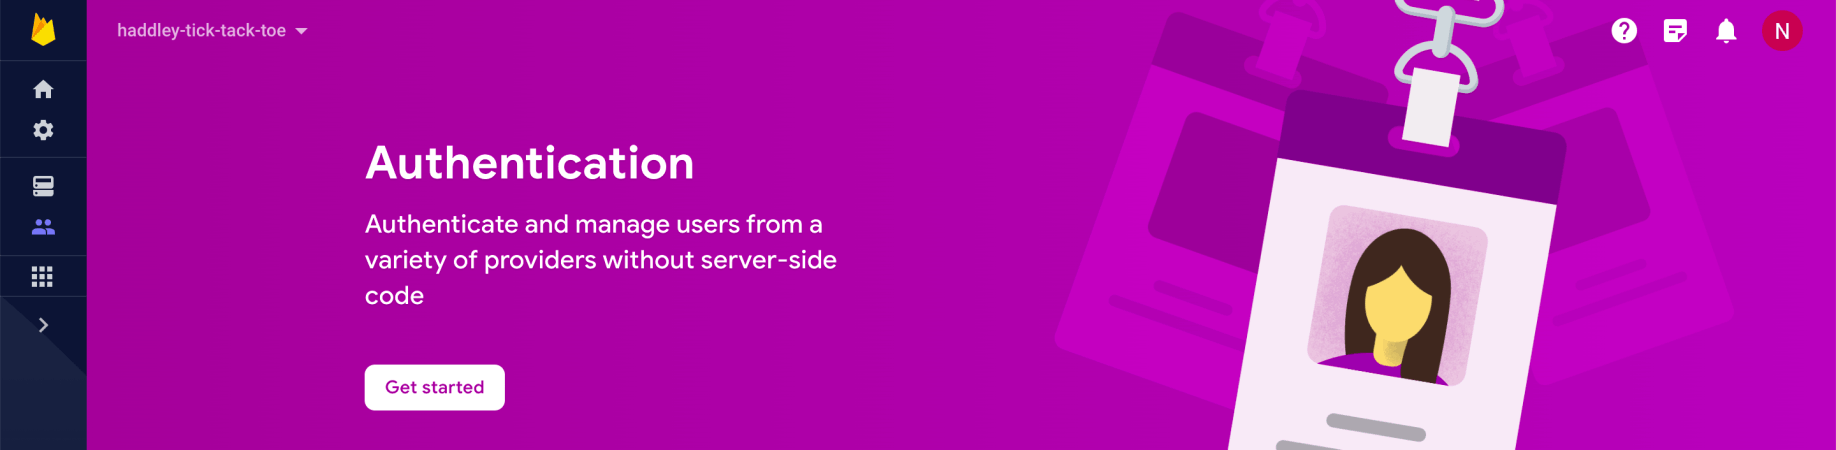 haddley-tick-tack-toe
N
Authentication
Authenticate and manage users from a
variety of providers without server-side
code
Get started